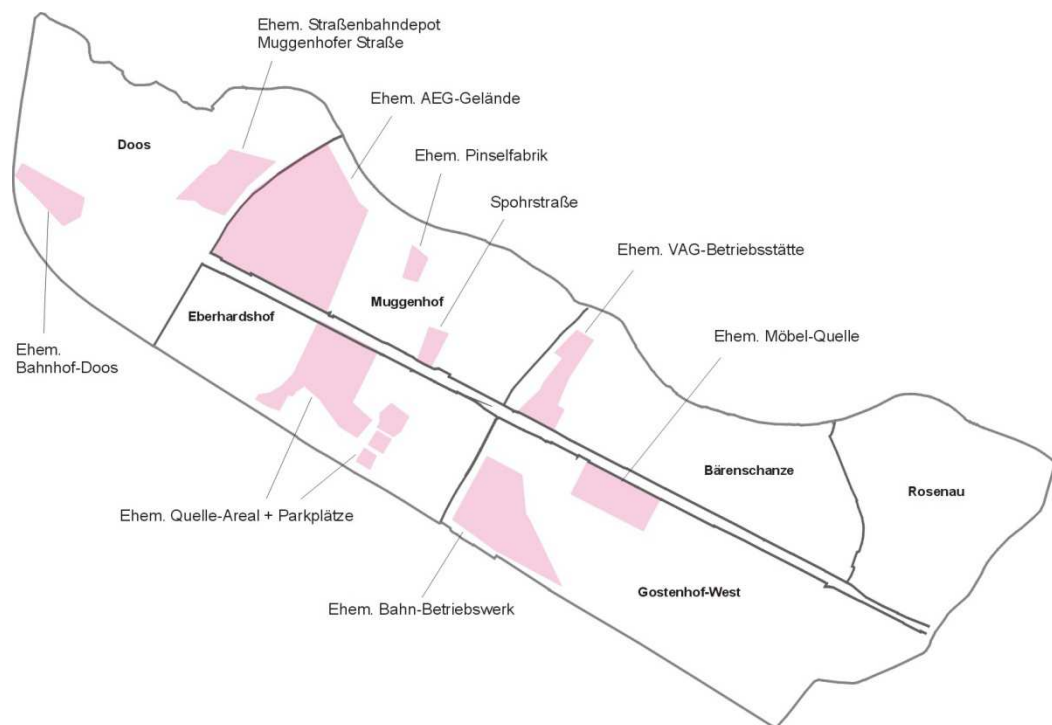 Ehem. Straßenbahndepot
Muggenhofer Straße
Ehem. AEG-Gelände
Doos
Ehem. Pinselfabrik
Spohrstraße
Ehem. VAG-Betriebsstätte
Muggenhof
Eberhardshof
Ehem. Möbel-Quelle
Ehem.
Bahnhof-Doos
Bärenschanze
Rosenau
Ehem. Quelle-Areal + Parkplätze
Gostenhof-West
Ehem. Bahn-Betriebswerk